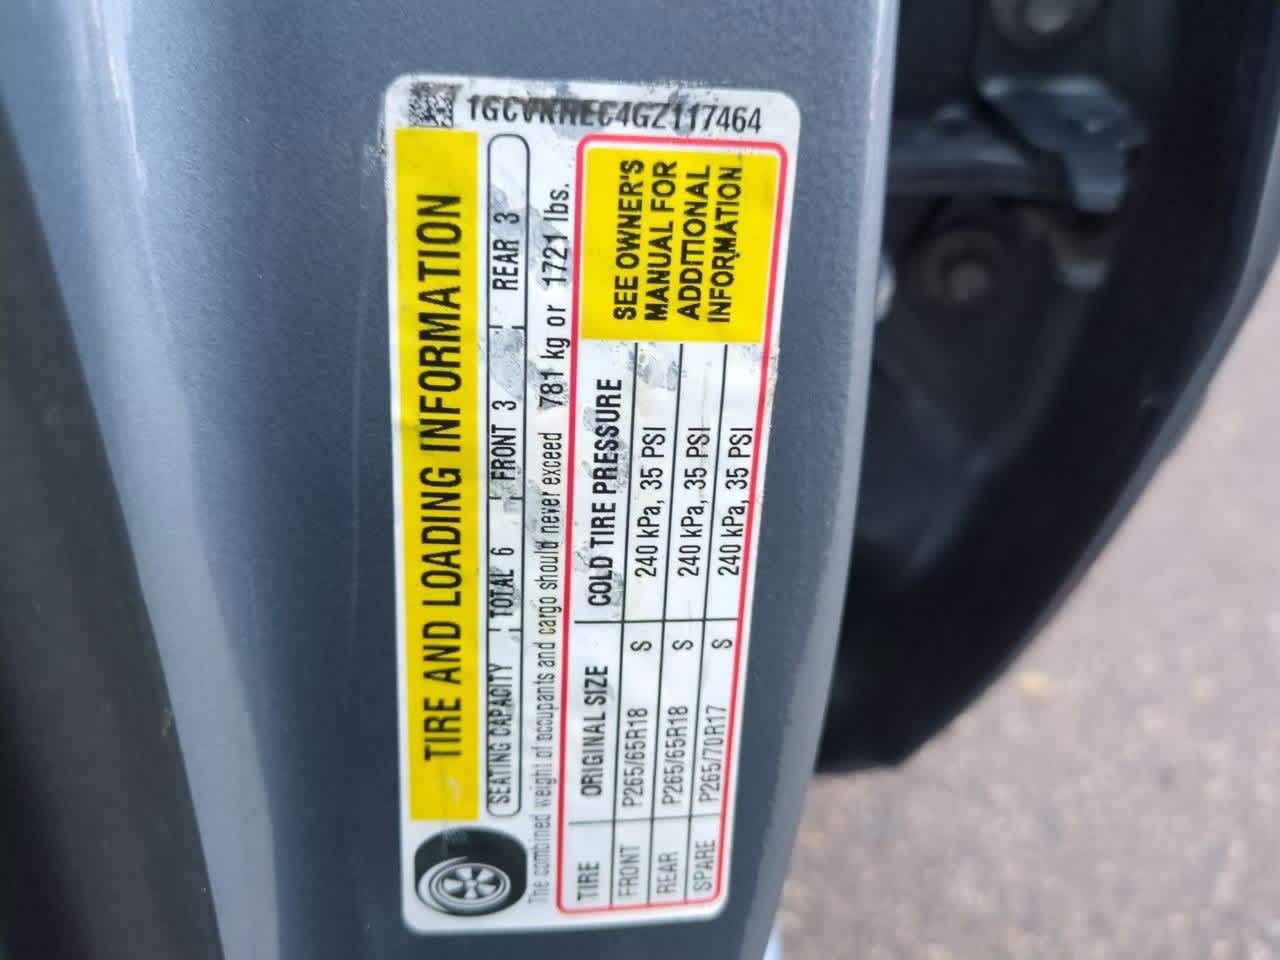 1GCVKREC4GZ117464
TIRE AND LOADING INFORMATION
SEATING CAPACITY TOTAL 6 FRONT 3 REAR 3
The combined weight of occupants and cargo should never exceed 781 kg or 1721 lbs.
TIRE ORIGINAL SIZE COLD TIRE PRESSURE
FRONT P265/65R18 S 240 kPa, 35 PSI
REAR P265/65R18 S 240 kPa, 35 PSI
SPARE P265/70R17 S 240 kPa, 35 PSI
SEE OWNER'S
MANUAL FOR
ADDITIONAL
INFORMATION